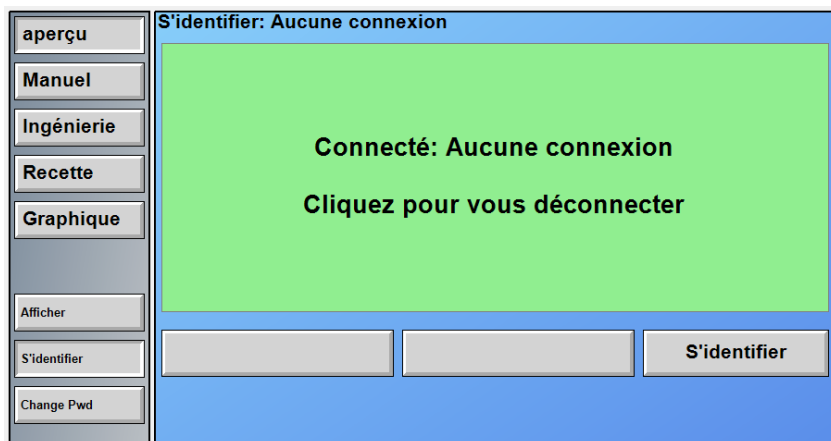 aperçu
Manuel
Ingénierie
Recette
Graphique
Afficher
S'identifier
Change Pwd
S'identifier: Aucune connexion
Connecté: Aucune connexion
Cliquez pour vous déconnecter
S'identifier